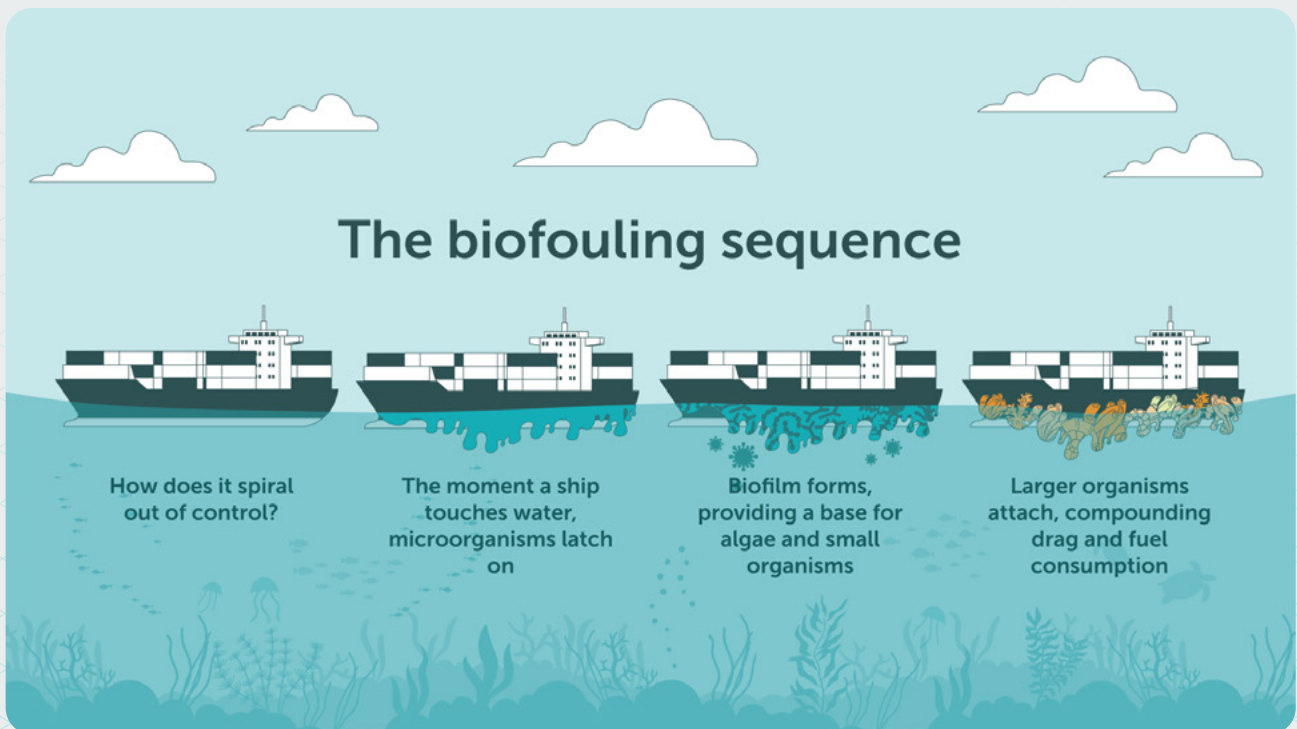 The biofouling sequence
How does it spiral
out of control?
The moment a ship
touches water,
microorganisms latch
on
Biofilm forms,
providing a base for
algae and small
organisms
Larger organisms
attach, compounding
drag and fuel
consumption